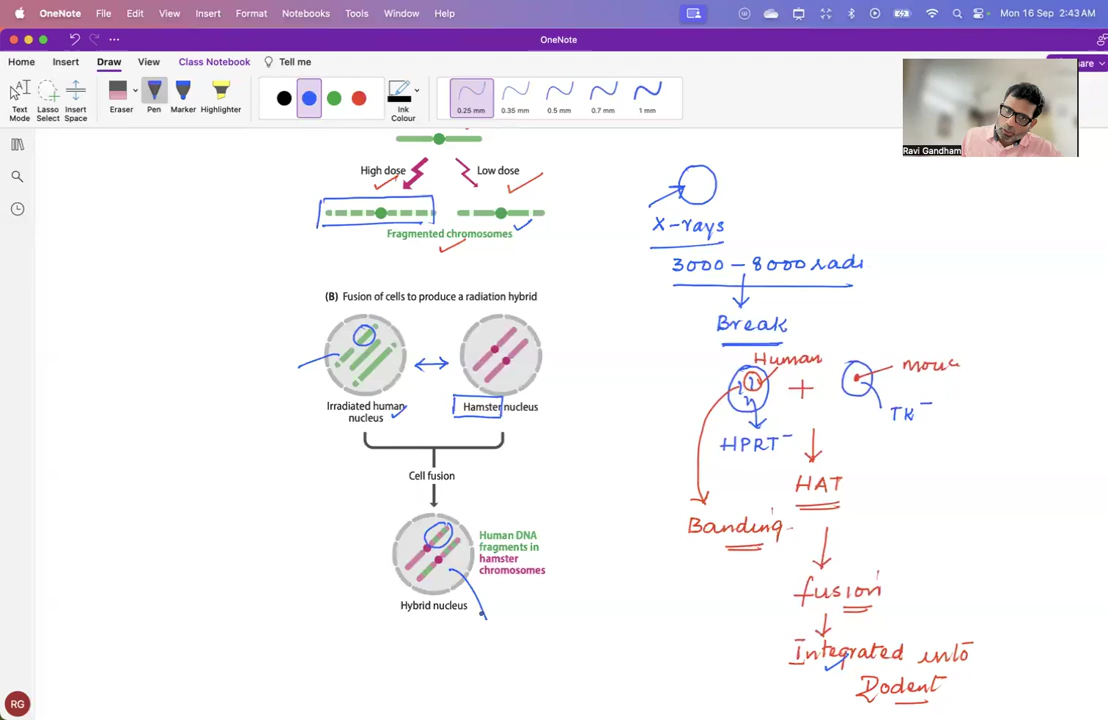 OneNote File Edit View Insert Format Notebooks Tools Window Help Mon 16 Sep 2:43 AM
OneNote
Home Insert Draw View Class Notebook Tell me
Text Mode
Lasso Select
Insert Space
Eraser
Pen
Marker
Highlighter
Ink Colour
0.25 mm 0.35 mm 0.5 mm 0.7 mm 1 mm
Ravi Gandham
High dose
Low dose
Fragmented chromosomes
(B) Fusion of cells to produce a radiation hybrid
Irradiated human
nucleus
Hamster nucleus
Cell fusion
Human DNA
fragments in
hamster
chromosomes
Hybrid nucleus
X-rays
3000 - 8000 rads
Break
Human
+
TK-
HPRT-
HAT
Banding
fusion
Integrated into
RG